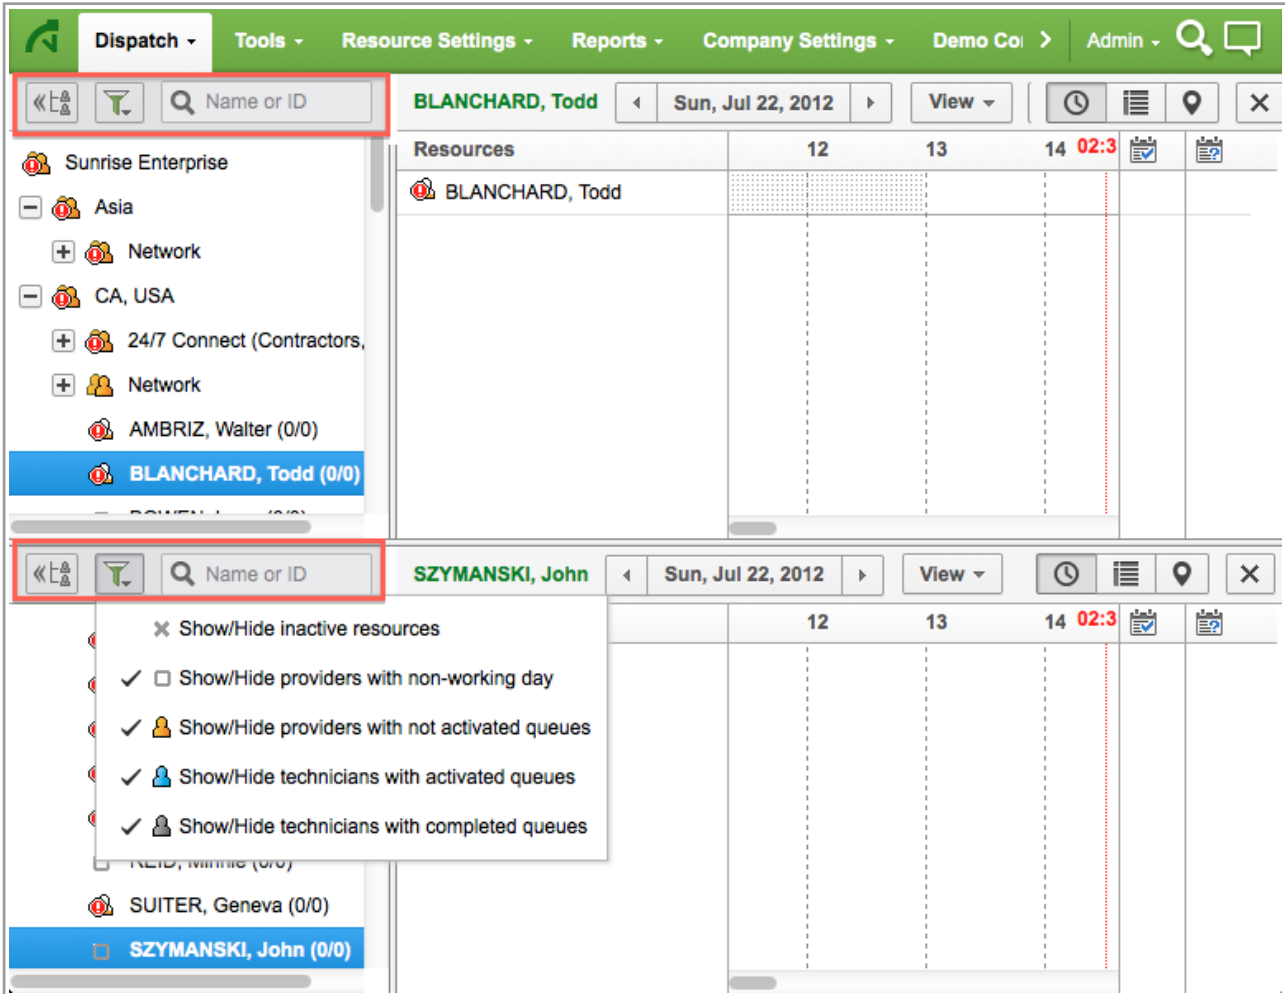 Dispatch Tools Resource Settings Reports Company Settings Demo Co Admin
Name or ID
BLANCHARD, Todd Sun, Jul 22, 2012 View
Resources 12 13 14 02:3
Sunrise Enterprise
BLANCHARD, Todd
Asia
Network
CA, USA
24/7 Connect (Contractors,
Network
AMBRIZ, Walter (0/0)
BLANCHARD, Todd (0/0)
Name or ID
SZYMANSKI, John Sun, Jul 22, 2012 View
12 13 14 02:3
Show/Hide inactive resources
Show/Hide providers with non-working day
Show/Hide providers with not activated queues
Show/Hide technicians with activated queues
Show/Hide technicians with completed queues
REID, Minnie (0/0)
SUITER, Geneva (0/0)
SZYMANSKI, John (0/0)